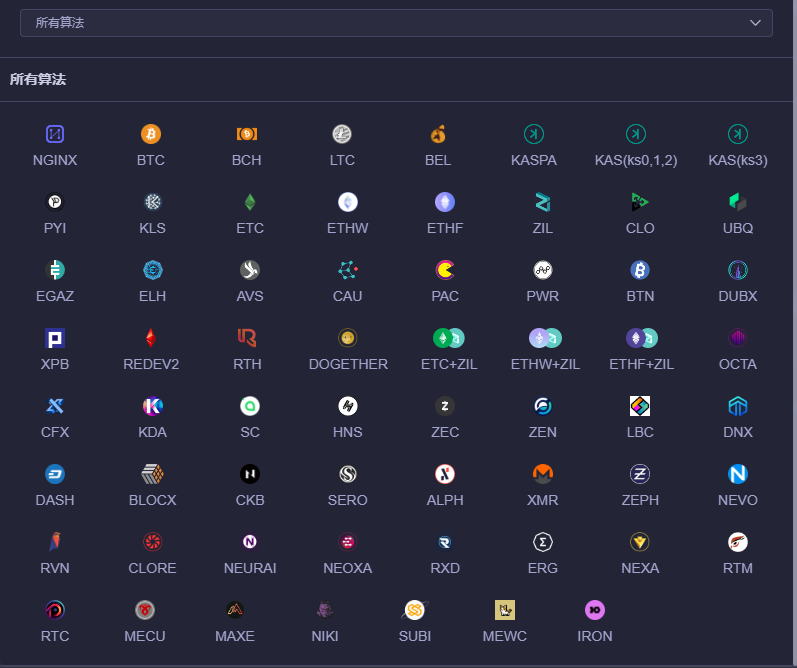 所有算法
所有算法
NGINX BTC BCH LTC BEL KASPA KAS(ks0,1,2) KAS(ks3)
PYI KLS ETC ETHW ETHF ZIL CLO UBQ
EGAZ ELH AVS CAU PAC PWR BTN DUBX
XPB REDEV2 RTH DOGETHER ETC+ZIL ETHW+ZIL ETHF+ZIL OCTA
CFX KDA SC HNS ZEC ZEN LBC DNX
DASH BLOCX CKB SERO ALPH XMR ZEPH NEVO
RVN CLORE NEURAI NEOXA RXD ERG NEXA RTM
RTC MECU MAXE NIKI SUBI MEWC IRON